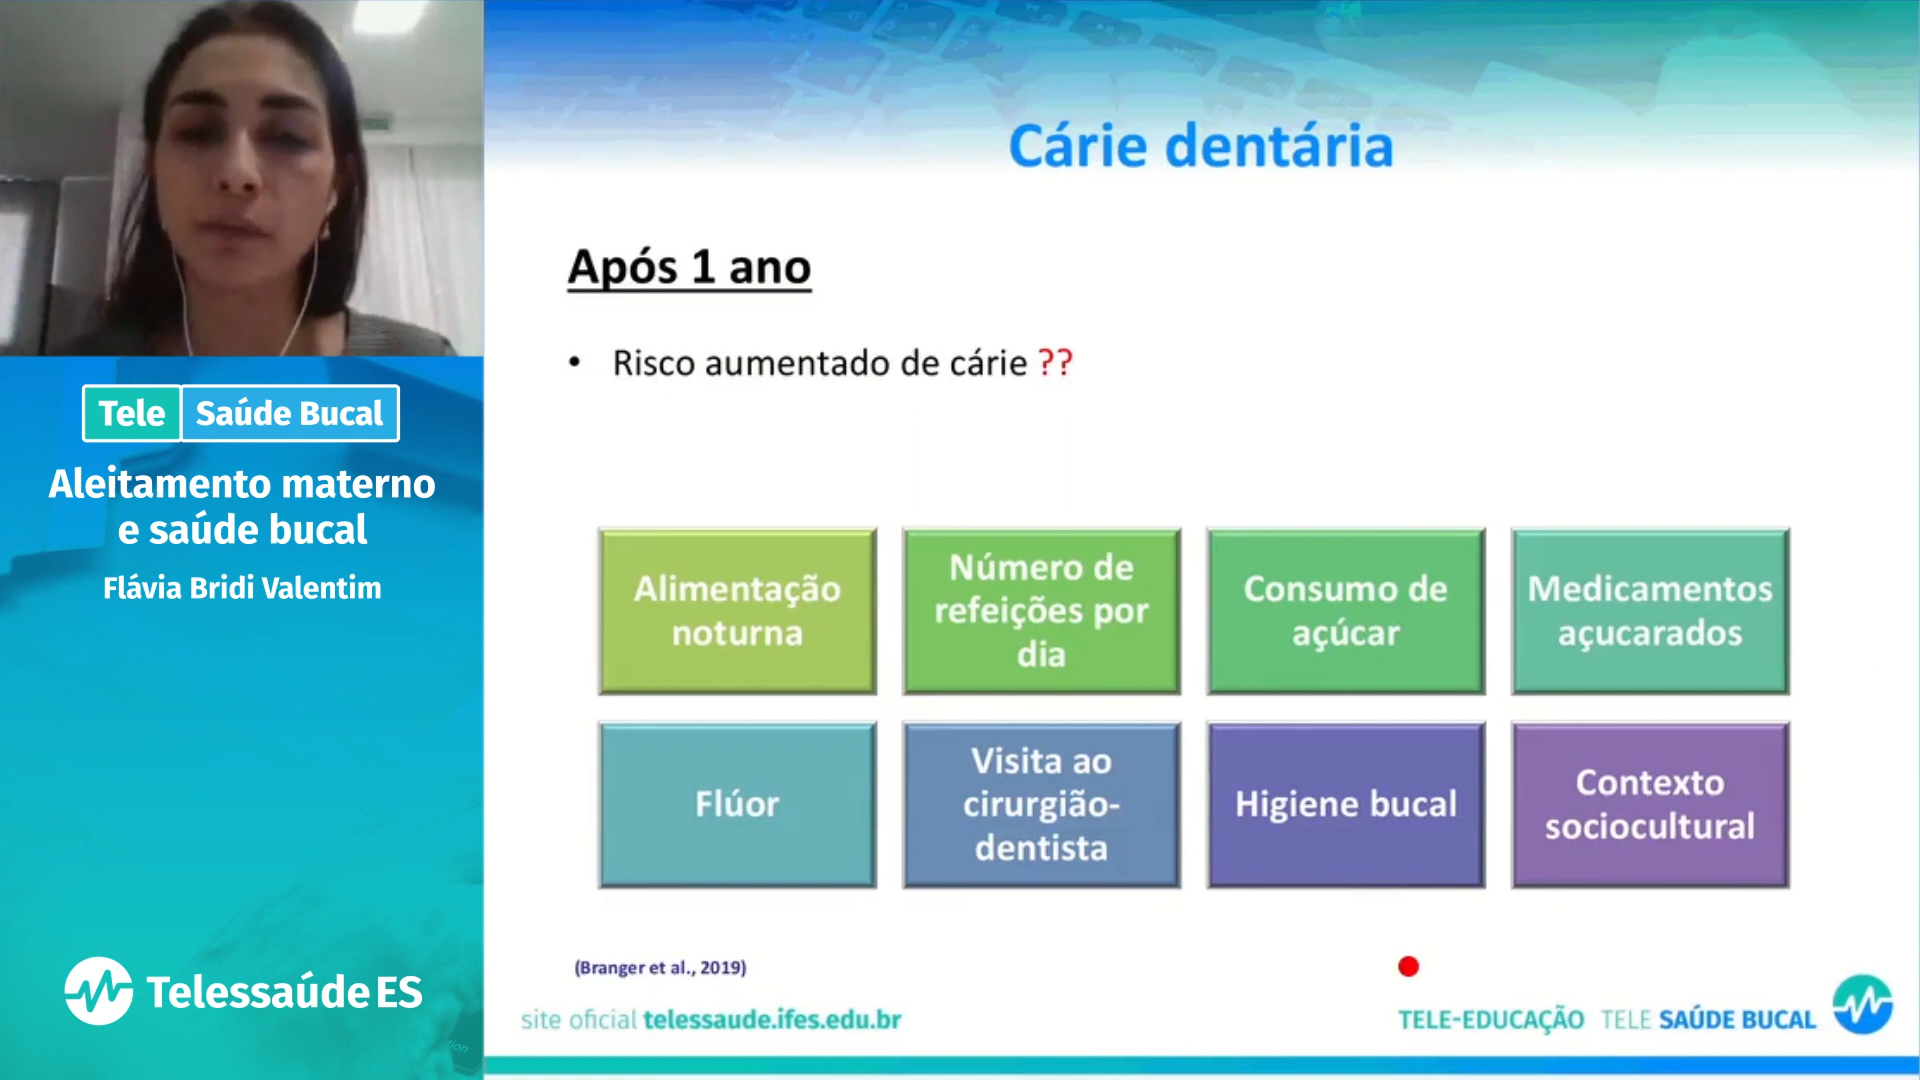 Tele Saúde Bucal
Aleitamento materno
e saúde bucal
Flávia Bridi Valentim
Telessaúde ES
Cárie dentária
Após 1 ano
• Risco aumentado de cárie ??
Alimentação
noturna
Número de
refeições por
dia
Consumo de
açúcar
Medicamentos
açucarados
Flúor
Visita ao
cirurgião-
dentista
Higiene bucal
Contexto
sociocultural
(Branger et al., 2019)
site oficial telessaude.ifes.edu.br
TELE-EDUCAÇÃO TELE SAÚDE BUCAL